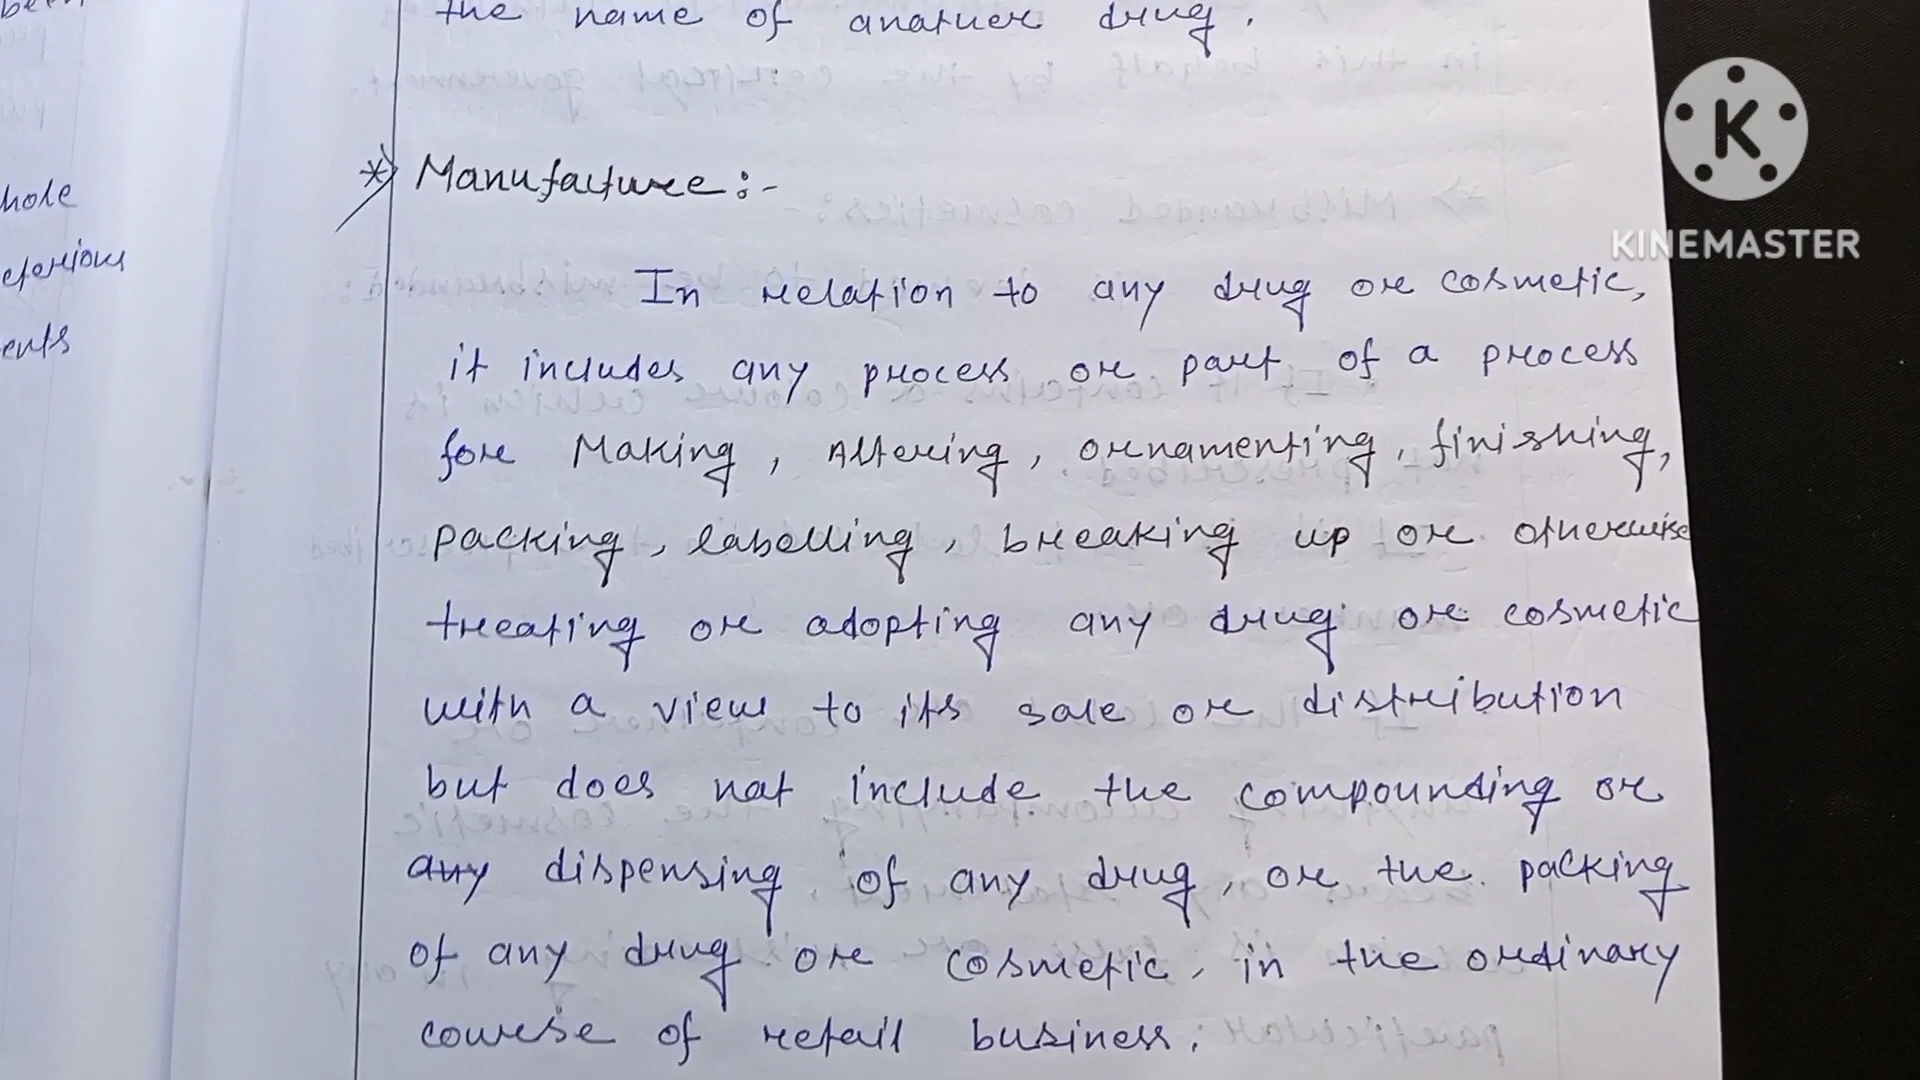 the name of another drug.
* Manufacture :-
In relation to any drug or cosmetic,
it includes any process or part of a process
for Making, Altering, ornamenting, finishing,
packing, labelling, breaking up or otherwise
treating or adopting any drug or cosmetic
with a view to its sale or distribution
but does not include the compounding or
any dispensing of any drug, or the packing
of any drug or cosmetic, in the ordinary
course of retail business;
K
KINEMASTER
ents